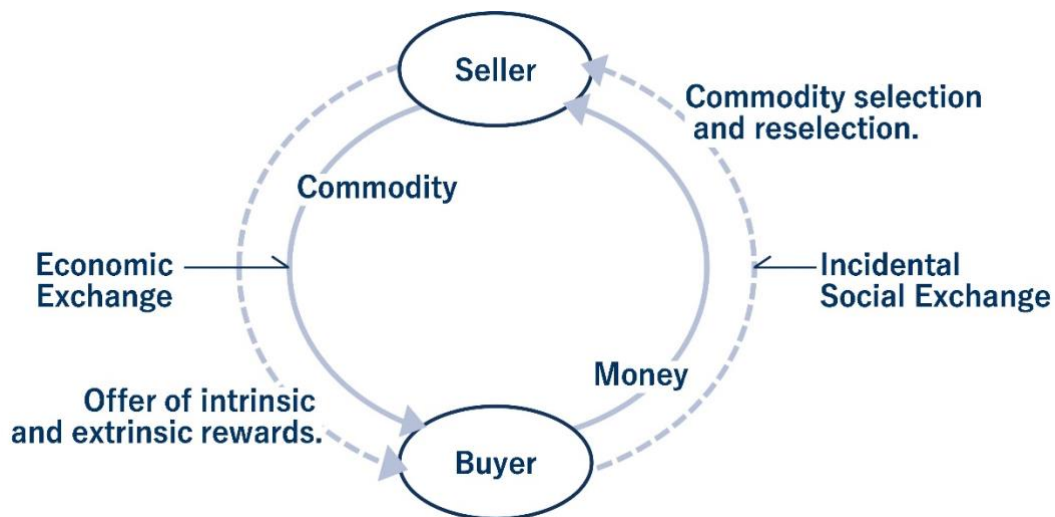 Seller
Commodity selection
and reselection.
Commodity
Economic
Exchange
Incidental
Social Exchange
Money
Offer of intrinsic
and extrinsic rewards.
Buyer